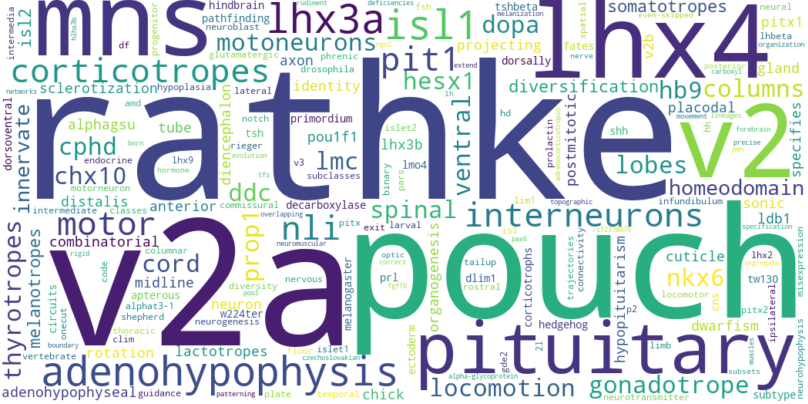 mns
hindbrain
pathfinding
neuroblast
rudiment
deficiencies
lhx3a
isl1
fsh
melanization
tshbeta
dopa
even-skipped
somatotropes
lhx4
neural
pitx1
lhbeta
organization
intermedia
isl2
hlhx3b
df
progenitor
glutamatergic
motoneurons
pit1
projecting
dorsally
fates
spatial
nerve
v2b
posterior
carboxyl
gland
corticotropes
axon
phrenic
drosophila
hesx1
diversification
hb9
columns
networks
sclerotization
hypoplasia
lateral
identity
extend
rathke
dorsoventral
innervate
alphagsu
tube
amd
notch
tsh
rieger
evolution
diencephalon
primordium
islet2
pou1f1
lhx3b
binary
pars
lh
ventral
hd
prolactin
postmitotic
shh
placodal
movement
lineages
hh
forebrain
precise
v2
specifies
cphd
endocrine
born
lhx9
hormone
v3
subclasses
tfs
lmc
lmo4
lobes
chx10
motorneuron
distalis
anterior
ddc
commissural
decarboxylase
overlapping
lim1
topographic
homeodomain
infundibulum
sonic
intermediate
classes
spinal
interneurons
ldb1
specification
motor
combinatorial
nli
pitx
exit
larval
isi
pax6
rs12338076
lhx2
segregate
misexpression
thyrotropes
melanotropes
columnar
rigid
code
cord
midline
apterous
prop1
neuromuscular
v2a
pouch
optic
correct
fgf10
tailup
dlim1
rostral
prl
trajectories
connectivity
cuticle
nkx6
cns
tw130
ipsilateral
locomotor
circuits
onecut
alphat3-1
shepherd
neuron
diversity
pool
nervous
melanogaster
organogenesis
corticotrophs
hypopituitarism
p2
pitx2
thoracic
clim
w224ter
neurogenesis
floor
islet1
czechoslovakian
vertebrate
boundary
rotation
lactotropes
ectoderm
hedgehog
21
gde2
limb
dwarfism
muscles
pituitary
neurohypophysis
adenohypophysis
adenohypophyseal
guidance
patterning
plate
temporal
chick
alpha-glycoprotein
locomotion
gonadotrope
neurotransmitter
subsets
subtype